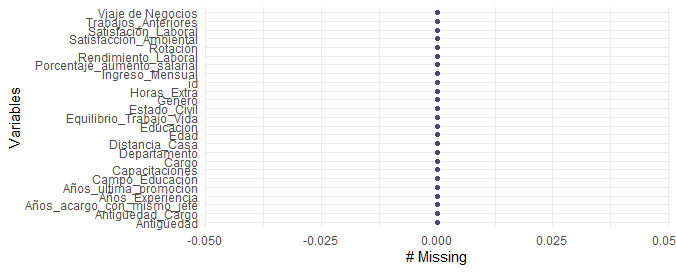 Viaje de Negocios
Trabajos_Anteriores
Satisfación_Laboral
Satisfacción_Ambiental
Rotación
Rendimiento_Laboral
Porcentaje_aumento_salarial
Ingreso_Mensual
id
Horas_Extra
Genero
Estado_Civil
Equilibrio_Trabajo_Vida
Educación
Edad
Distancia_Casa
Departamento
Cargo
Capacitaciones
Campo_Educación
Años_ultima_promoción
Años_Experiencia
Años_acargo_con_mismo_jefe
Antigüedad_Cargo
Antigüedad
Variables
-0.050
-0.025
0.000
0.025
0.05
# Missing